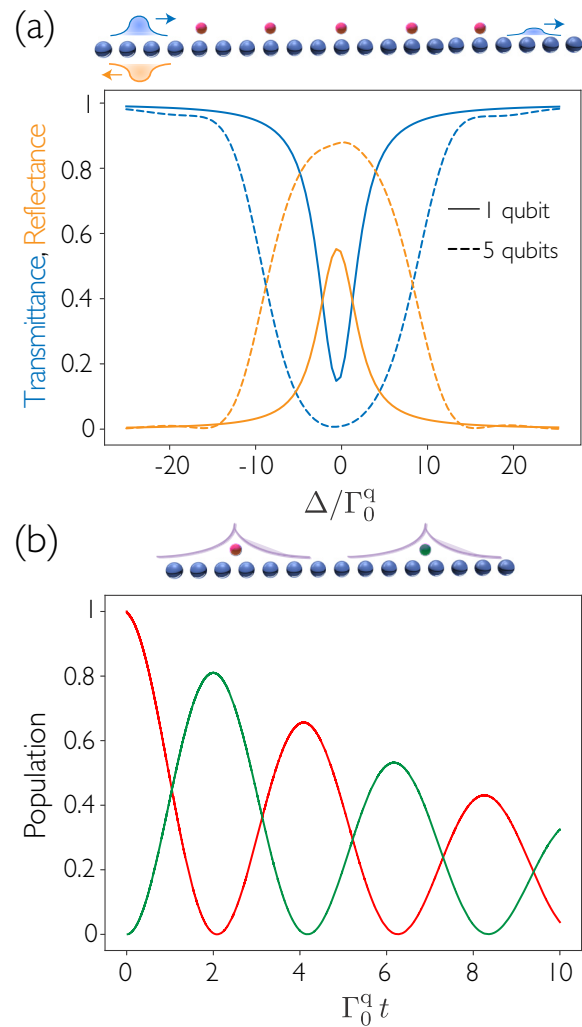 (a)
Transmittance, Reflectance
1
0.8
0.6
0.4
0.2
0
1 qubit
5 qubits
-20 -10 0 10 20
Δ/Γ₀^q
(b)
Population
1
0.8
0.6
0.4
0.2
0
0 2 4 6 8 10
Γ₀^q t